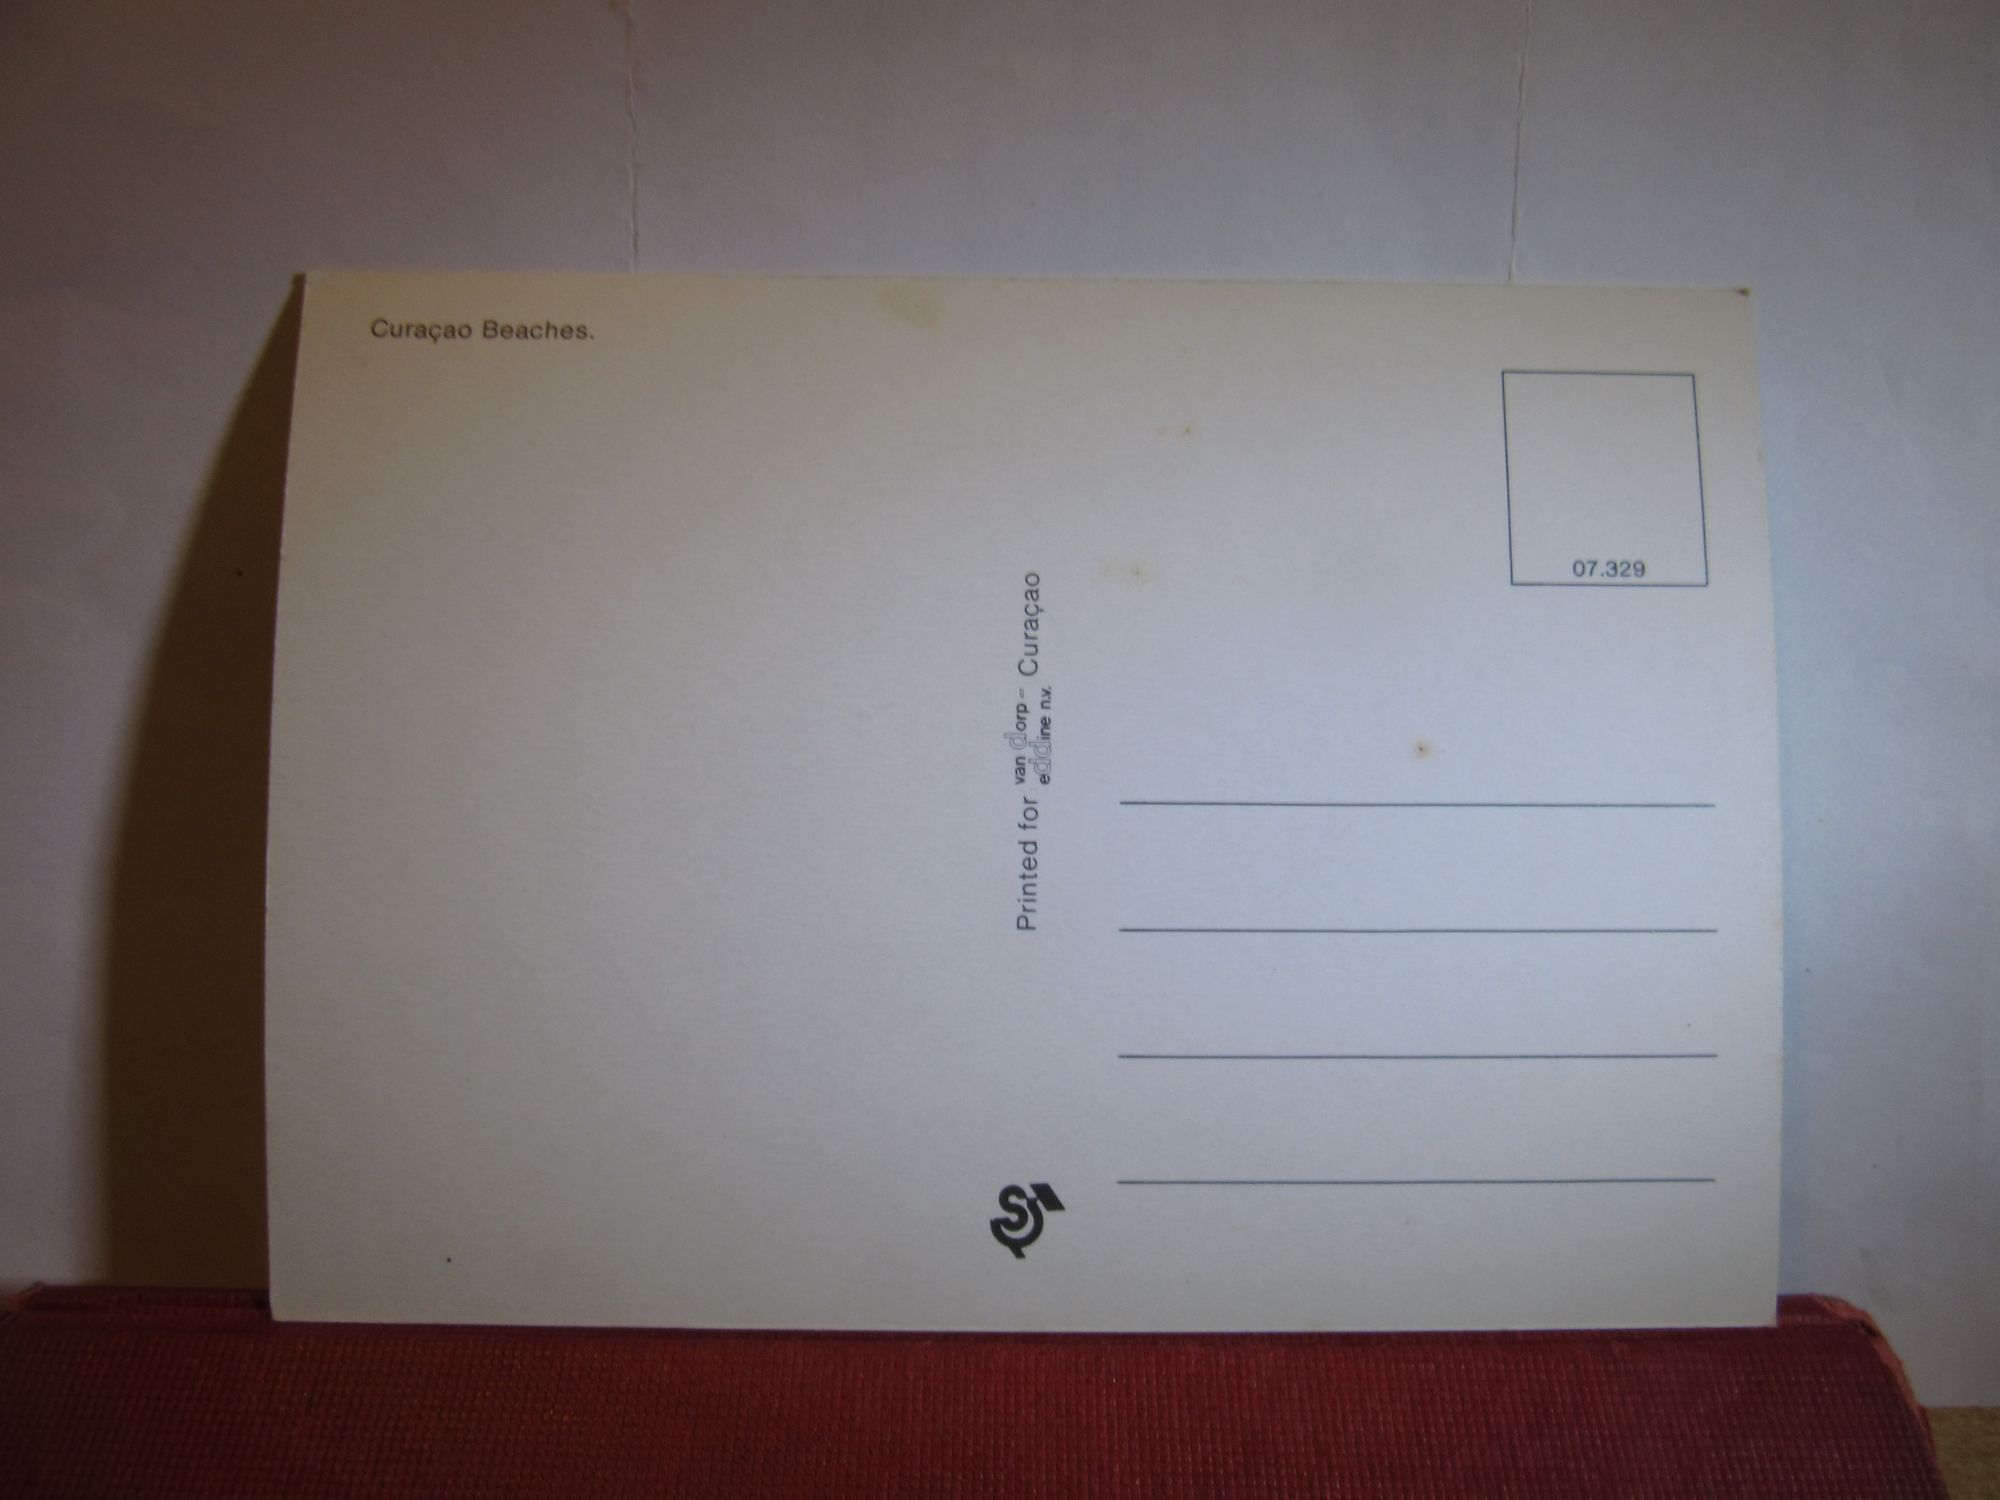 Curaçao Beaches.
07.329
Printed for van dorp - Curaçao
eddine n.v.
S